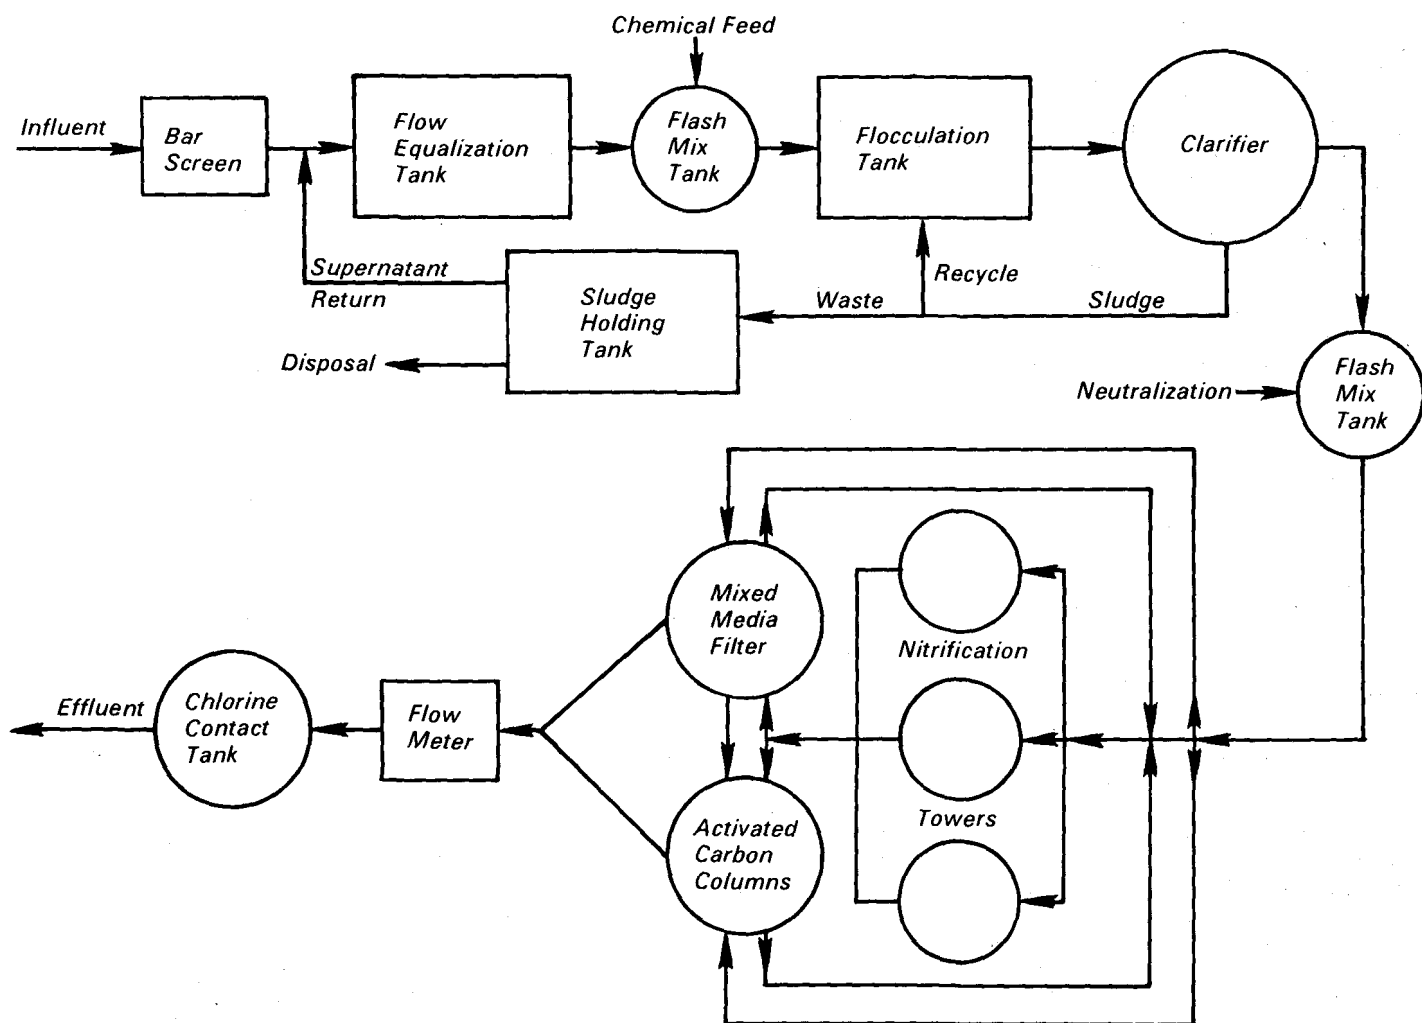 Chemical Feed
Influent
Bar
Screen
Flow
Equalization
Tank
Flash
Mix
Tank
Flocculation
Tank
Clarifier
Supernatant
Return
Sludge
Holding
Tank
Waste
Recycle
Sludge
Disposal
Neutralization
Flash
Mix
Tank
Mixed
Media
Filter
Nitrification
Towers
Effluent
Chlorine
Contact
Tank
Flow
Meter
Activated
Carbon
Columns